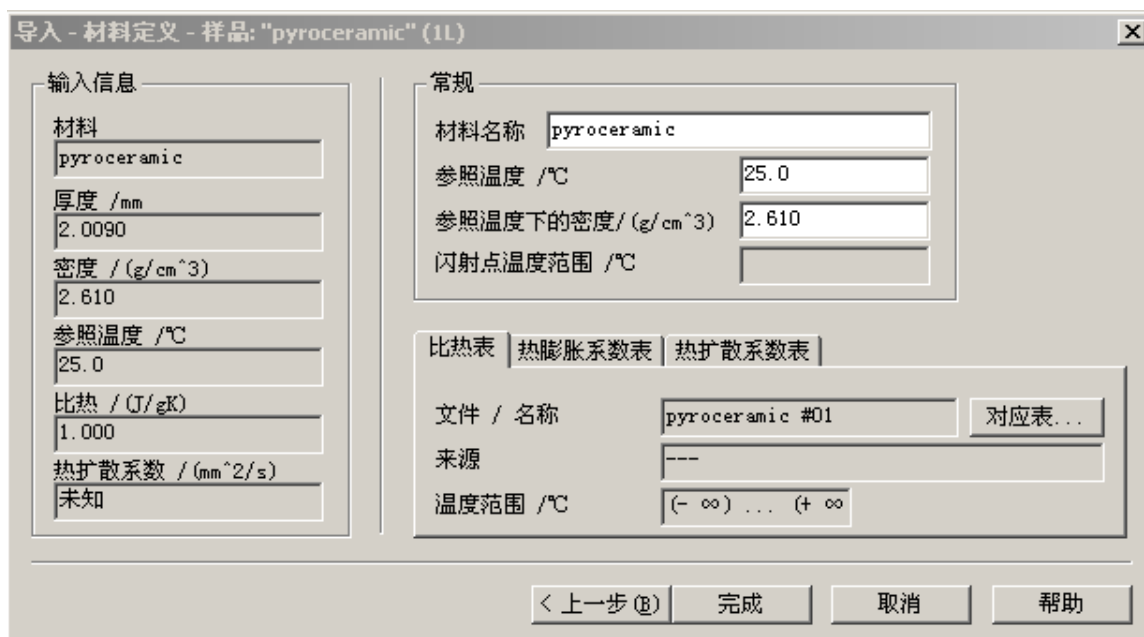 导入 - 材料定义 - 样品: "pyroceramic" (1L)
输入信息
材料
pyroceramic
厚度 /mm
2.0090
密度 /(g/cm^3)
2.610
参照温度 /℃
25.0
比热 /(J/gK)
1.000
热扩散系数 /(mm^2/s)
未知
常规
材料名称 pyroceramic
参照温度 /℃ 25.0
参照温度下的密度/(g/cm^3) 2.610
闪射点温度范围 /℃
比热表 热膨胀系数表 热扩散系数表
文件 / 名称 pyroceramic #01 对应表...
来源 ---
温度范围 /℃ (- ∞) ... (+ ∞
< 上一步(B) 完成 取消 帮助